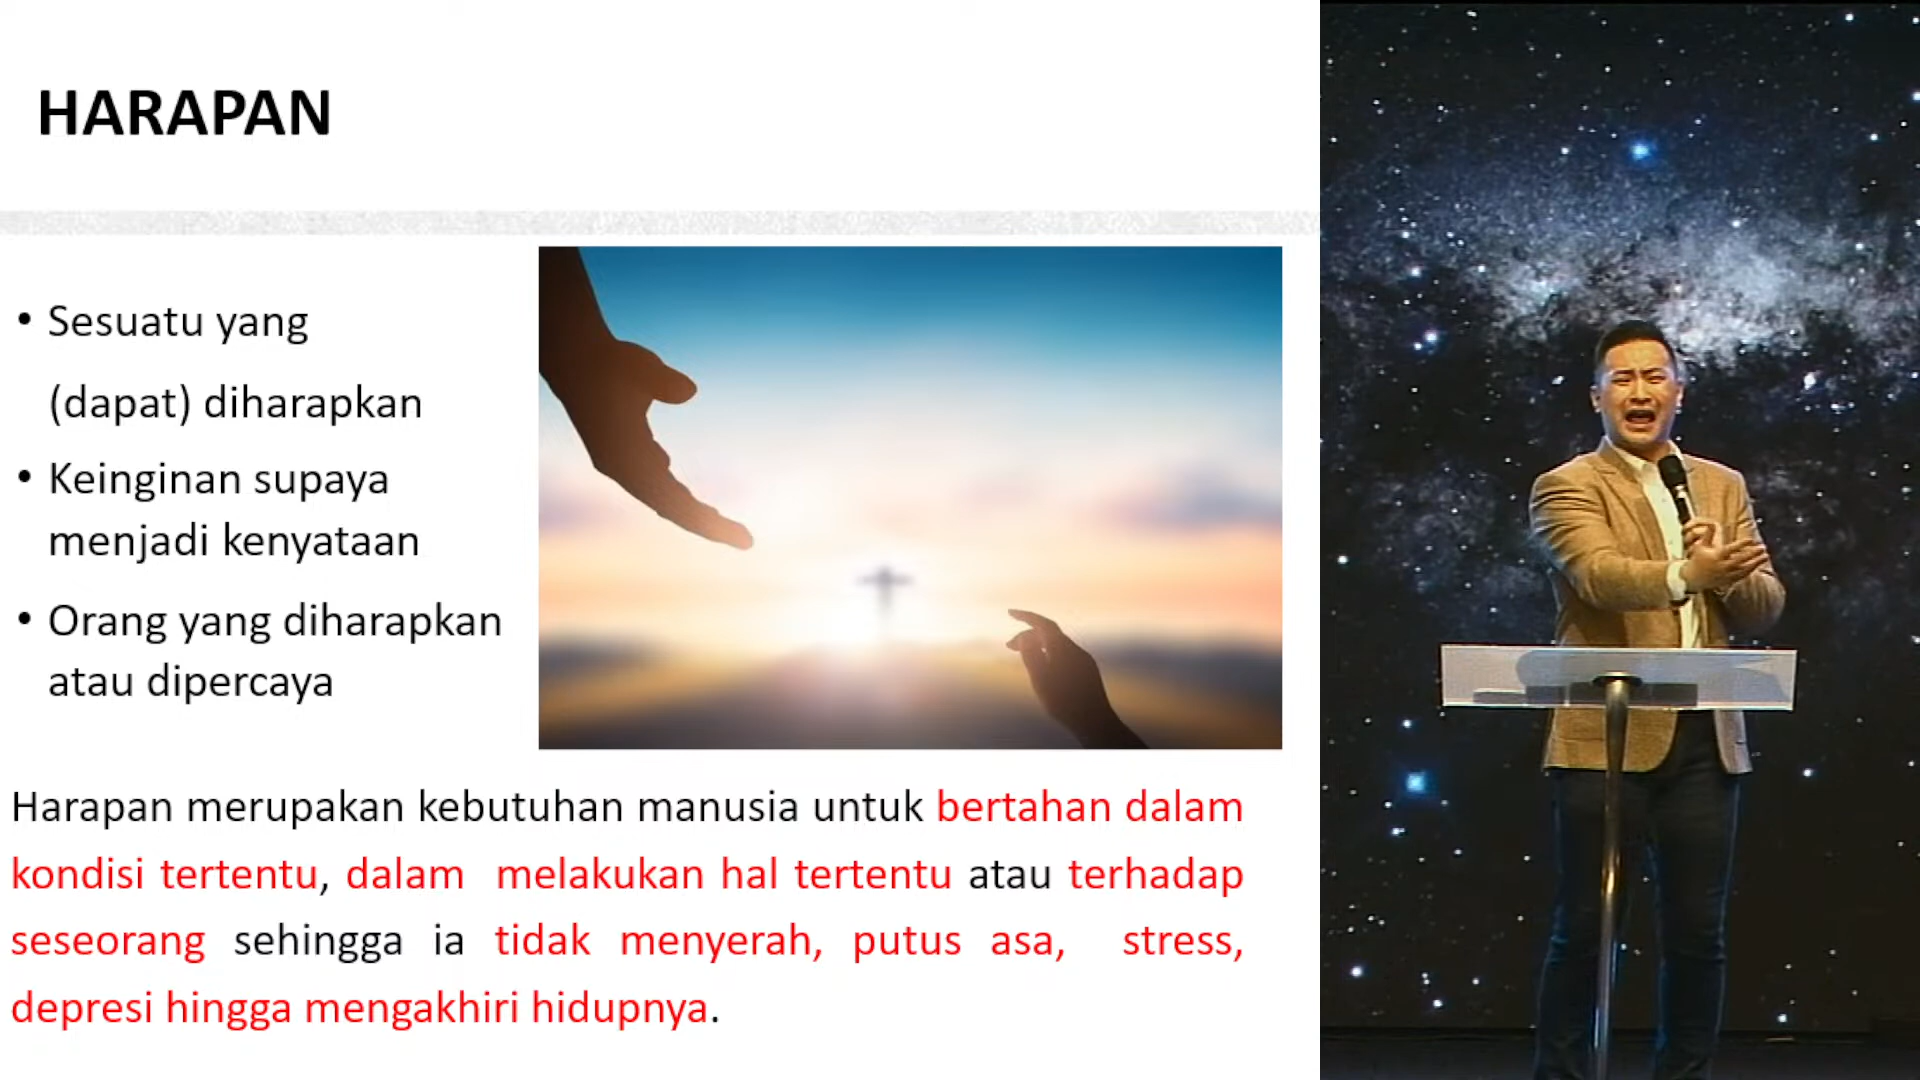 HARAPAN
• Sesuatu yang
(dapat) diharapkan
• Keinginan supaya
menjadi kenyataan
• Orang yang diharapkan
atau dipercaya
Harapan merupakan kebutuhan manusia untuk bertahan dalam
kondisi tertentu, dalam melakukan hal tertentu atau terhadap
seseorang sehingga ia tidak menyerah, putus asa, stress,
depresi hingga mengakhiri hidupnya.